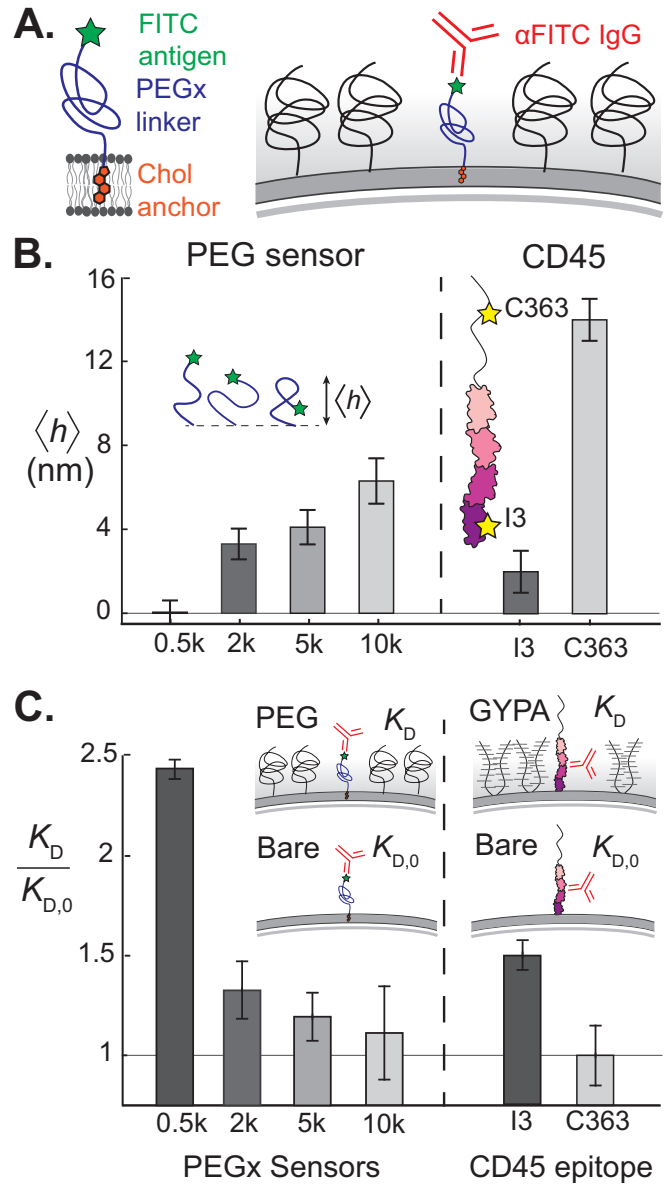 A.
FITC
antigen
PEGx
linker
Chol
anchor
αFITC IgG
B.
PEG sensor
CD45
16
12
8
4
0
⟨h⟩
(nm)
⟨h⟩
C363
I3
0.5k 2k 5k 10k
I3 C363
C.
PEG K_D
GYPA K_D
Bare K_D,0
Bare K_D,0
2.5
2
1.5
1
K_D
K_D,0
0.5k 2k 5k 10k
I3 C363
PEGx Sensors
CD45 epitope